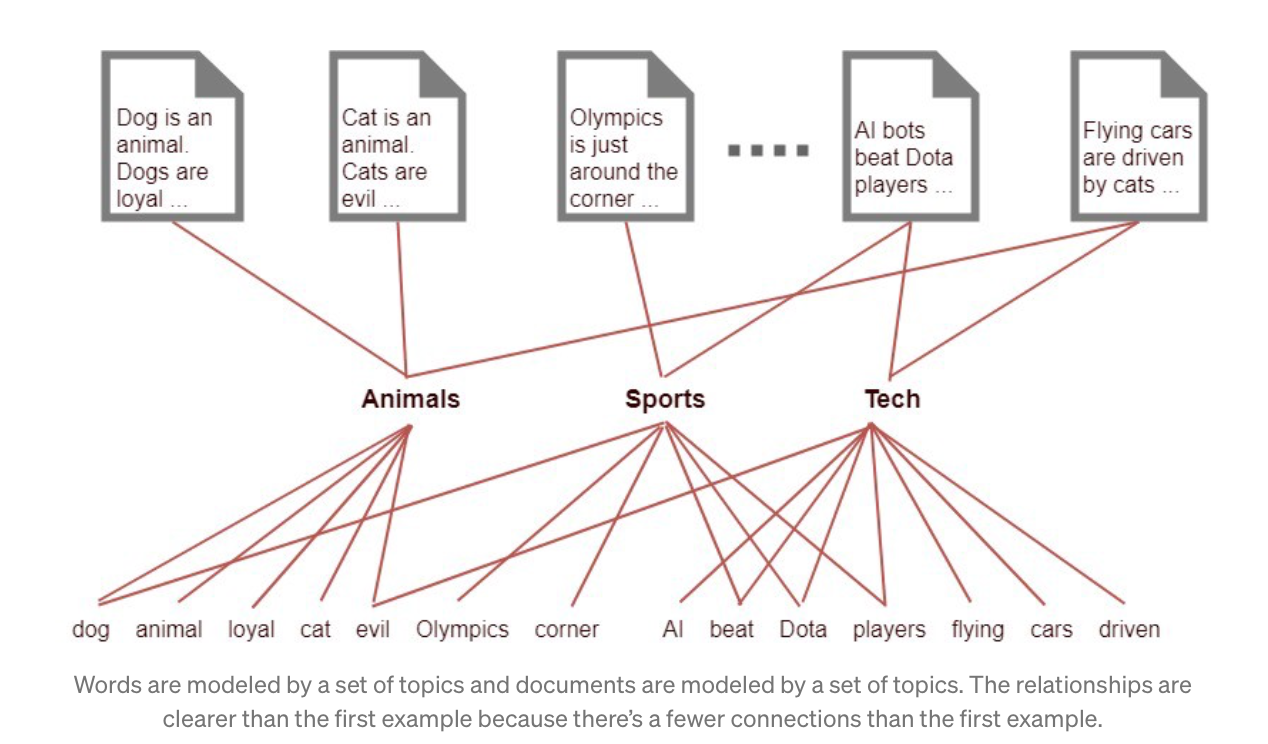 Dog is an
animal.
Dogs are
loyal ...
Cat is an
animal.
Cats are
evil ...
Olympics
is just
around the
corner ...
AI bots
beat Dota
players ...
Flying cars
are driven
by cats ...
Animals
Sports
Tech
dog animal loyal cat evil Olympics corner AI beat Dota players flying cars driven
Words are modeled by a set of topics and documents are modeled by a set of topics. The relationships are
clearer than the first example because there’s a fewer connections than the first example.